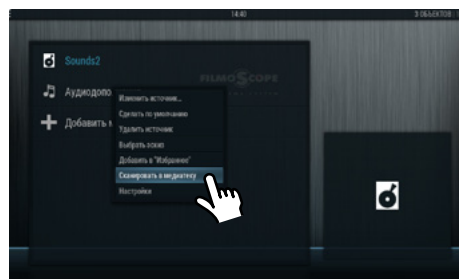 14:41
3 ОБЪЕКТОВ
Sounds2
FILMOSCOPE
Аудиодопо
Добавить
Изменить источник...
Сделать по умолчанию
Удалить источник
Выбрать эскиз
Добавить в "Избранное"
Сканировать в медиатеку
Настройки